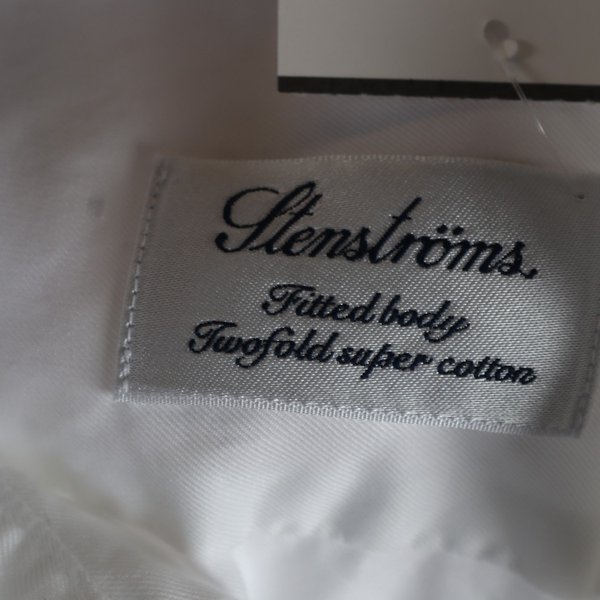 Stenströms
Fitted body
Twofold super cotton